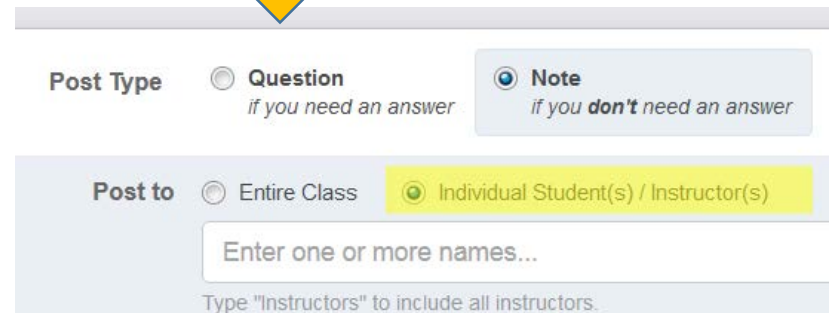 Post Type Question Note
if you need an answer if you don't need an answer
Post to Entire Class Individual Student(s) / Instructor(s)
Enter one or more names...
Type "Instructors" to include all instructors.